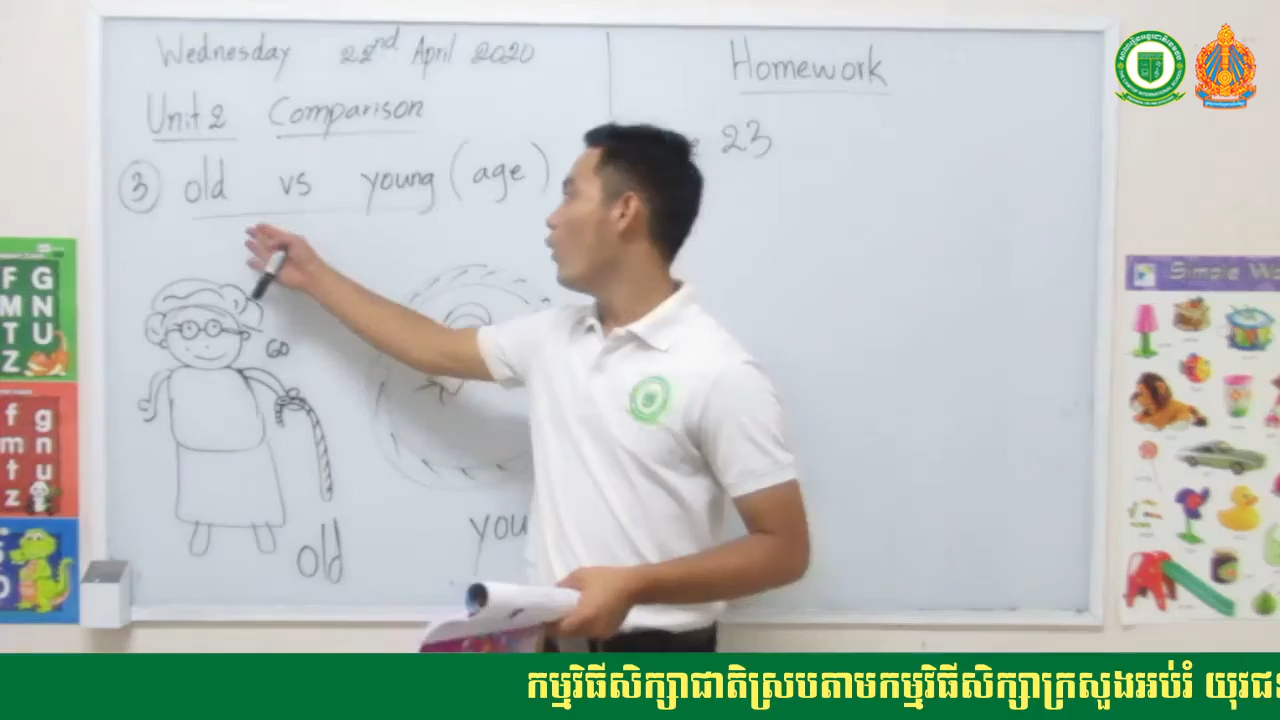 Wednesday 22nd April 2020
Homework
Unit 2 Comparison
23
3 old vs young (age)
60
old
you
F G
M N
T U
Z
f g
m n
t u
z
Simple Wo
កម្មវិធីសិក្សាជាតិស្របតាមកម្មវិធីសិក្សាក្រសួងអប់រំ យុវជន